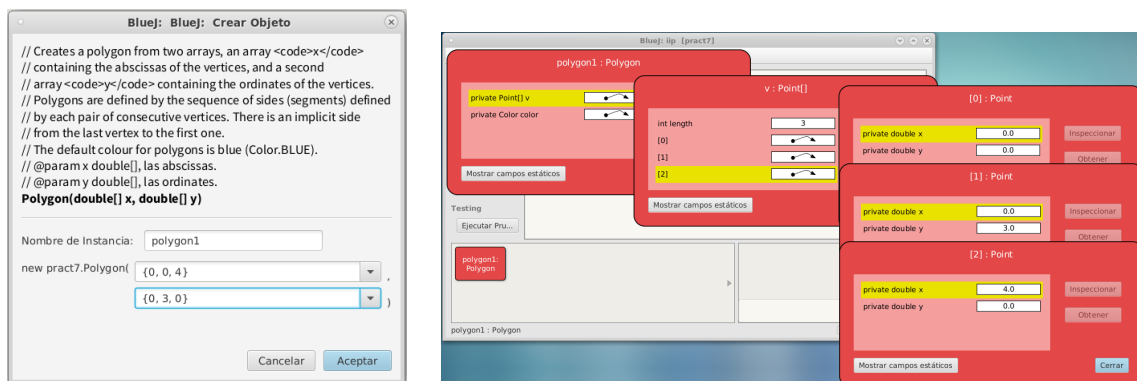 BlueJ: BlueJ: Crear Objeto
// Creates a polygon from two arrays, an array <code>x</code>
// containing the abscissas of the vertices, and a second
// array <code>y</code> containing the ordinates of the vertices.
// Polygons are defined by the sequence of sides (segments) defined
// by each pair of consecutive vertices. There is an implicit side
// from the last vertex to the first one.
// The default colour for polygons is blue (Color.BLUE).
// @param x double[], las abscissas.
// @param y double[], las ordinates.
Polygon(double[] x, double[] y)
Nombre de Instancia: polygon1
new pract7.Polygon( {0, 0, 4} ,
{0, 3, 0} )
Cancelar Aceptar
BlueJ: iip [pract7]
polygon1 : Polygon
private Point[] v
private Color color
Mostrar campos estáticos
v : Point[]
int length 3
[0]
[1]
[2]
Mostrar campos estáticos
[0] : Point
private double x 0.0 Inspeccionar
private double y 0.0 Obtener
[1] : Point
private double x 0.0 Inspeccionar
private double y 3.0 Obtener
[2] : Point
private double x 4.0 Inspeccionar
private double y 0.0 Obtener
Mostrar campos estáticos Cerrar
Testing
Ejecutar Pru...
polygon1:
Polygon
polygon1 : Polygon